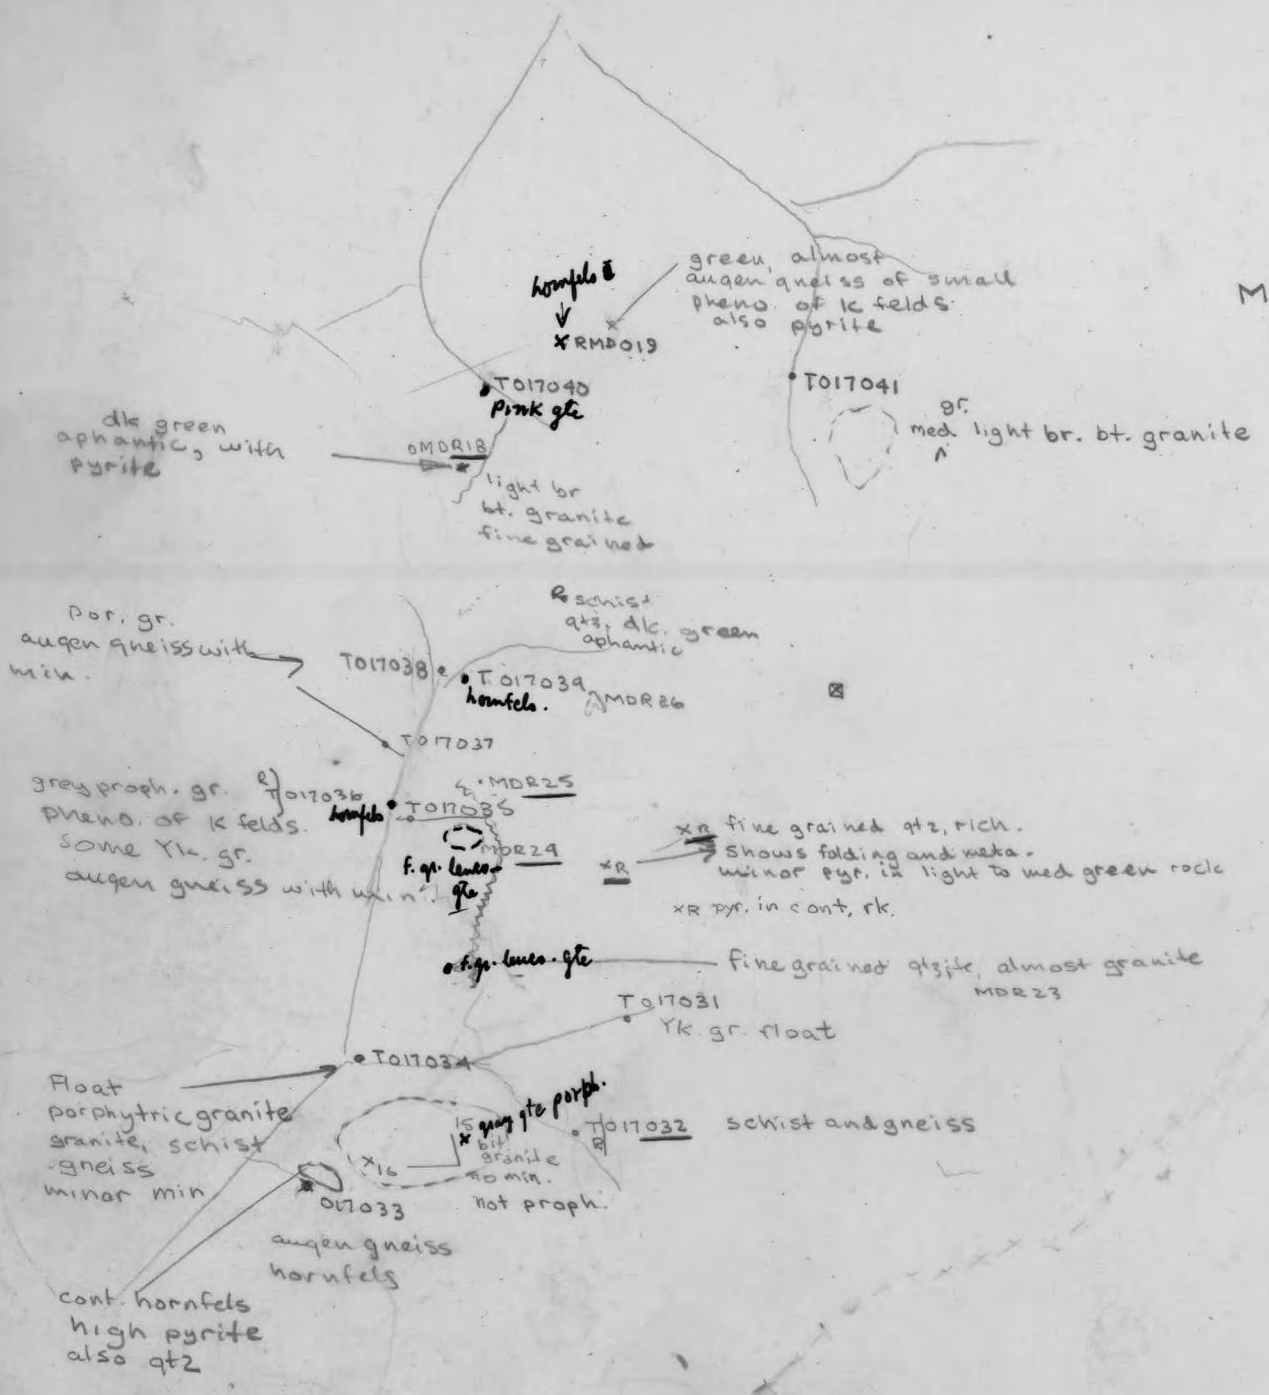 green, almost
augen gneiss of small
pheno. of K felds.
also pyrite
M
hornfels
RMD019
T017040
Pink gte
T017041
gr.
med light br. bt. granite
^
dk green
aphantic, with
pyrite
OMDR18
light br
bt. granite
fine grained
schist
qtz. dk. green
aphantic
Por. gr.
augen gneiss with
min.
T017038
T017039
hornfels.
MDR26
T017037
grey proph. gr.
pheno. of K felds.
some Yk. gr.
augen gneiss with min.
R
T017036
hornfels
T017035
MDR25
MDR24
f. gr. leuco-
gte
xR
xR fine grained qtz, rich.
shows folding and meta.
minor pyr. in light to med green rock
xR pyr. in cont, rk.
f. gr. leuco. gte
fine grained qtzite, almost granite
MDR23
T017031
Yk. gr. float
T017034
Float
porphytric granite
granite, schist
gneiss
minor min
15 gray gte porph.
x bit
granite
no min.
not proph.
x16
T017032
R
schist and gneiss
017033
augen gneiss
hornfels
cont. hornfels
high pyrite
also qtz